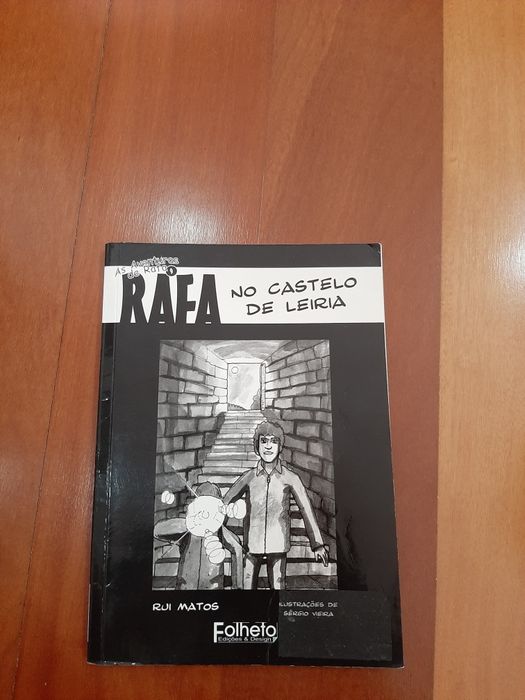 As Aventuras
do Rafa 1
RAFA
NO CASTELO
DE LEIRIA
RUI MATOS
ILUSTRAÇÕES DE
SÉRGIO VIEIRA
Folheto
Edições & Design